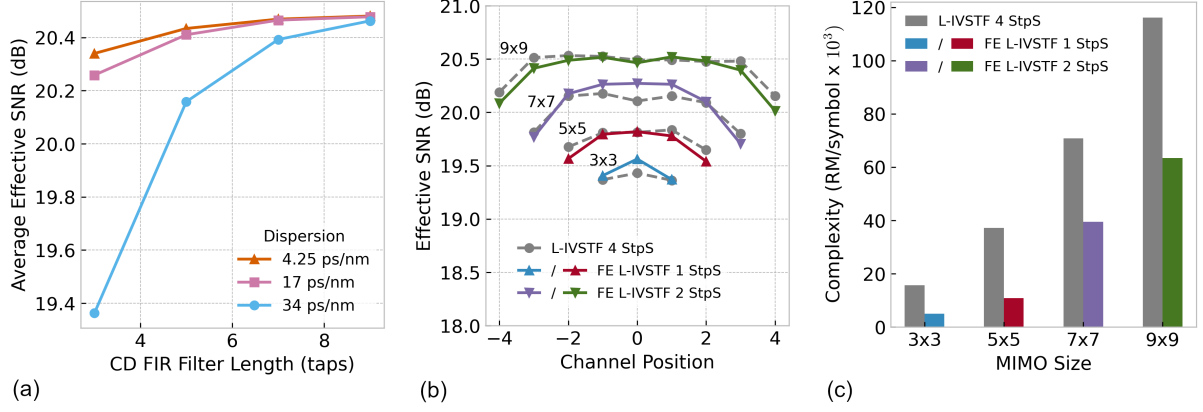 20.4
20.2
20.0
19.8
19.6
19.4
Average Effective SNR (dB)
Dispersion
4.25 ps/nm
17 ps/nm
34 ps/nm
4 6 8
CD FIR Filter Length (taps)
(a)
21.0
20.5
20.0
19.5
19.0
18.5
18.0
Effective SNR (dB)
9x9
7x7
5x5
3x3
L-IVSTF 4 StpS
/ FE L-IVSTF 1 StpS
/ FE L-IVSTF 2 StpS
−4 −3 −2 −1 0 1 2 3 4
Channel Position
(b)
120
100
80
60
40
20
0
Complexity (RM/symbol x 10³)
L-IVSTF 4 StpS
/ FE L-IVSTF 1 StpS
/ FE L-IVSTF 2 StpS
3x3 5x5 7x7 9x9
MIMO Size
(c)